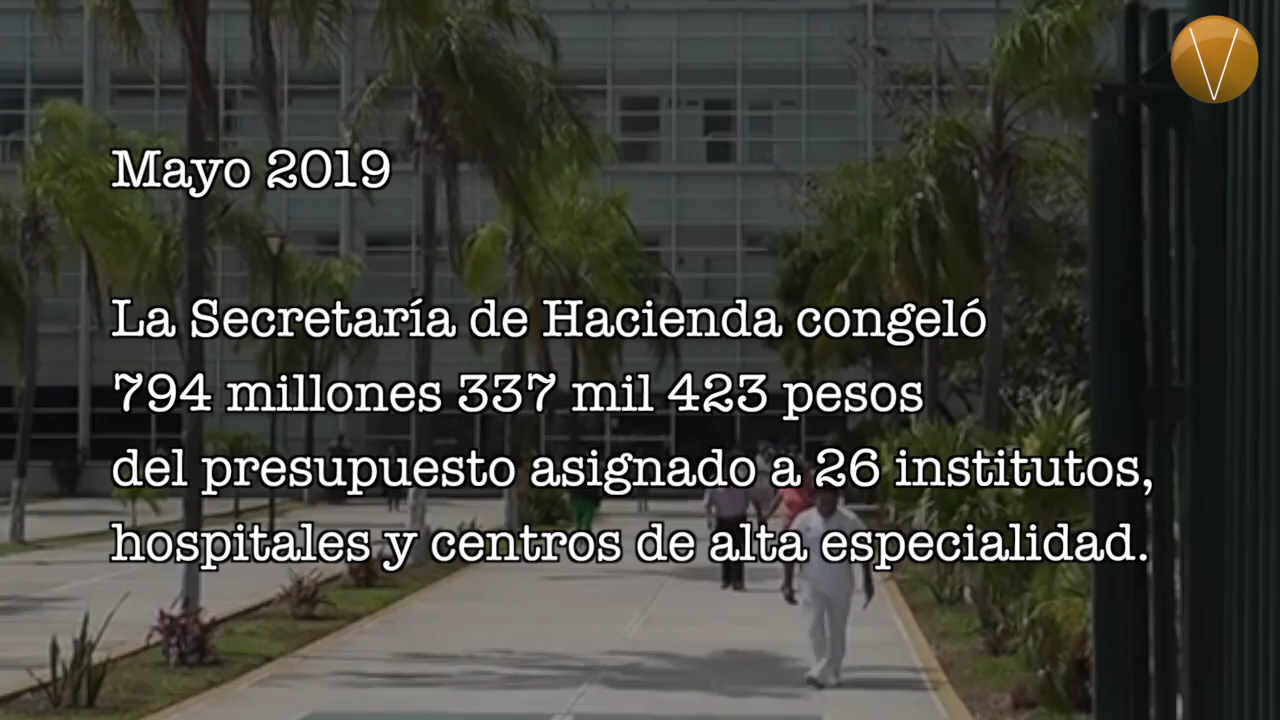 V
Mayo 2019
La Secretaría de Hacienda congeló
794 millones 337 mil 423 pesos
del presupuesto asignado a 26 institutos,
hospitales y centros de alta especialidad.